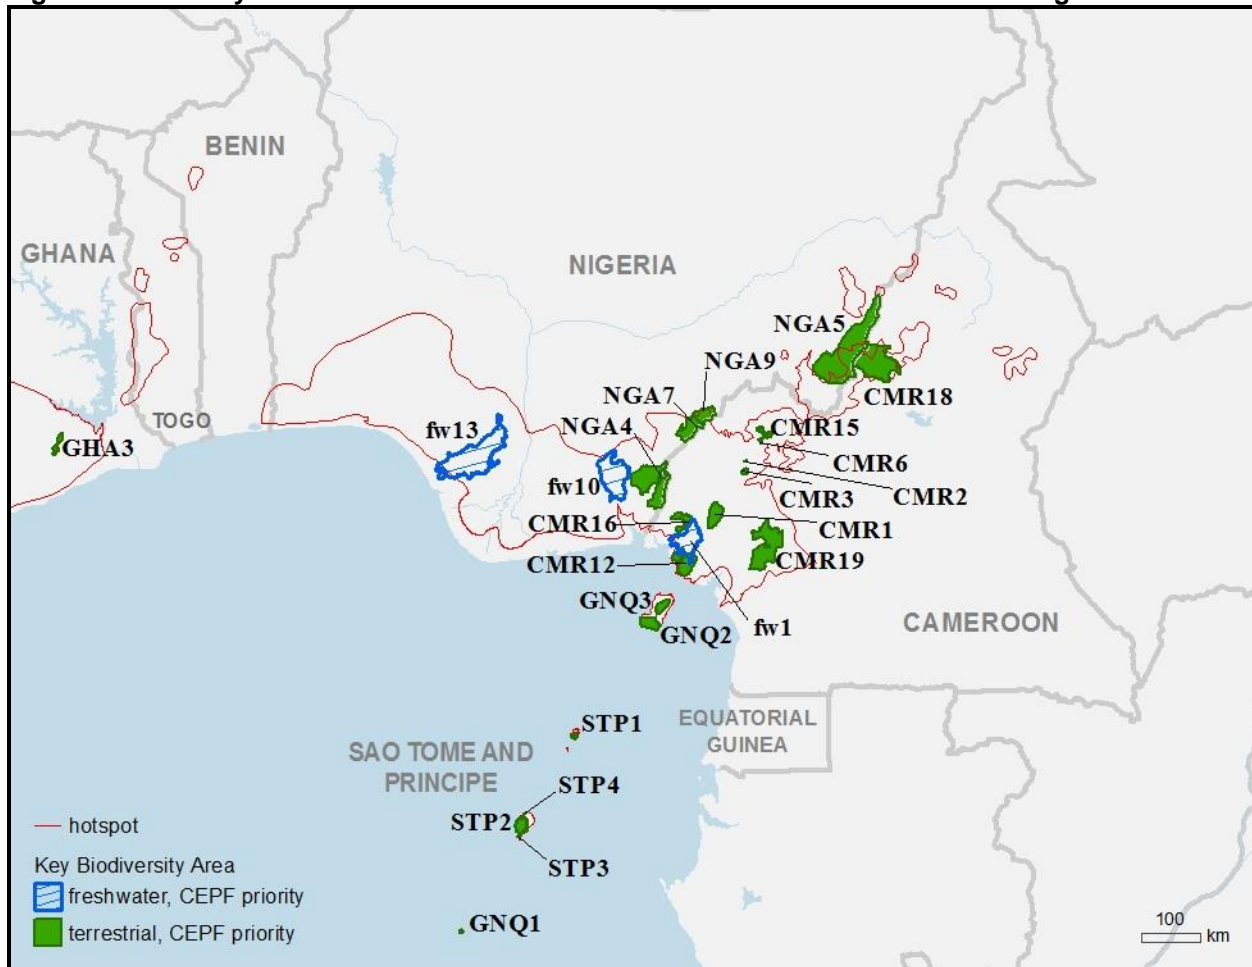 BENIN
GHANA
NIGERIA
NGA5
NGA9
NGA7
CMR18
NGA4
TOGO
fw13
CMR15
GHA3
CMR6
fw10
CMR2
CMR3
CMR16
CMR1
CMR12
CMR19
GNQ3
fw1
CAMEROON
GNQ2
STP1
EQUATORIAL
GUINEA
SAO TOME AND
PRINCIPE
STP4
STP2
STP3
GNQ1
hotspot
Key Biodiversity Area
freshwater, CEPF priority
terrestrial, CEPF priority
100
km